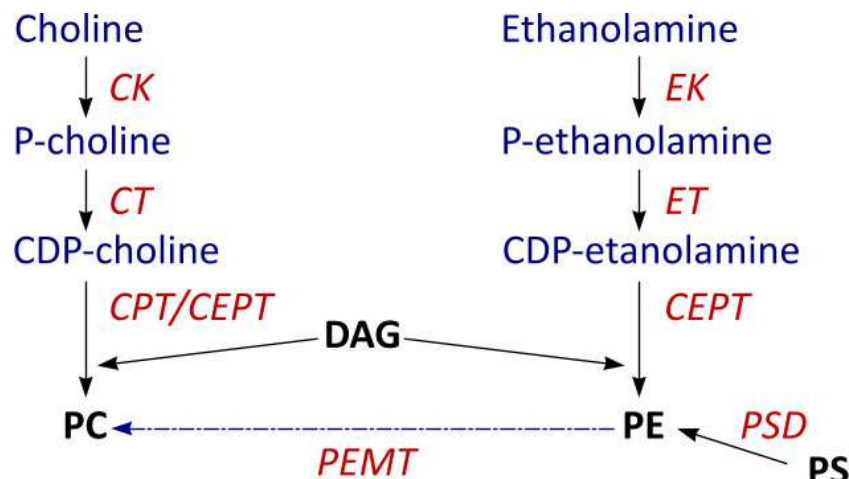 Choline Ethanolamine
CK EK
P-choline P-ethanolamine
CT ET
CDP-choline CDP-etanolamine
CPT/CEPT CEPT
DAG
PC PE PSD
PEMT PS